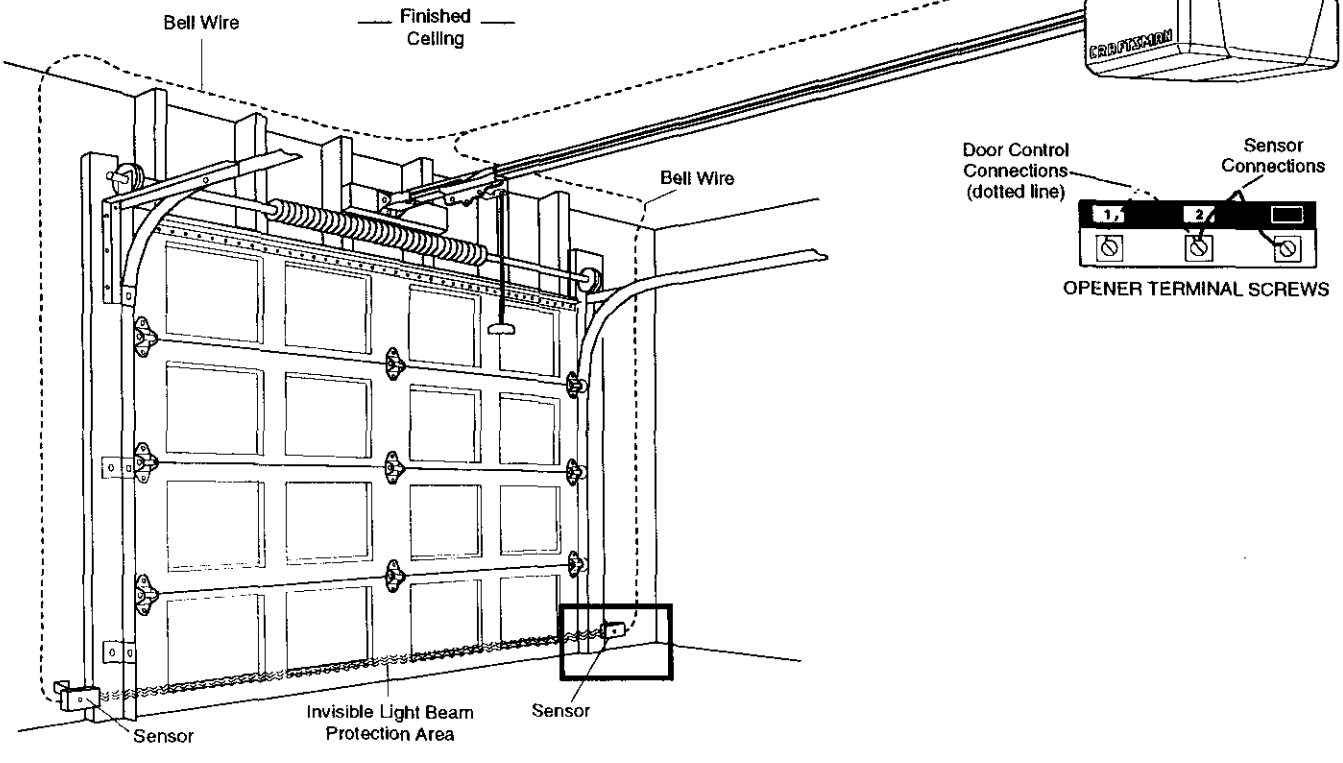 Bell Wire
Finished
Ceiling
CRAFTSMAN
Door Control
Connections
(dotted line)
Sensor
Connections
1
2
OPENER TERMINAL SCREWS
Bell Wire
Invisible Light Beam
Protection Area
Sensor
Sensor